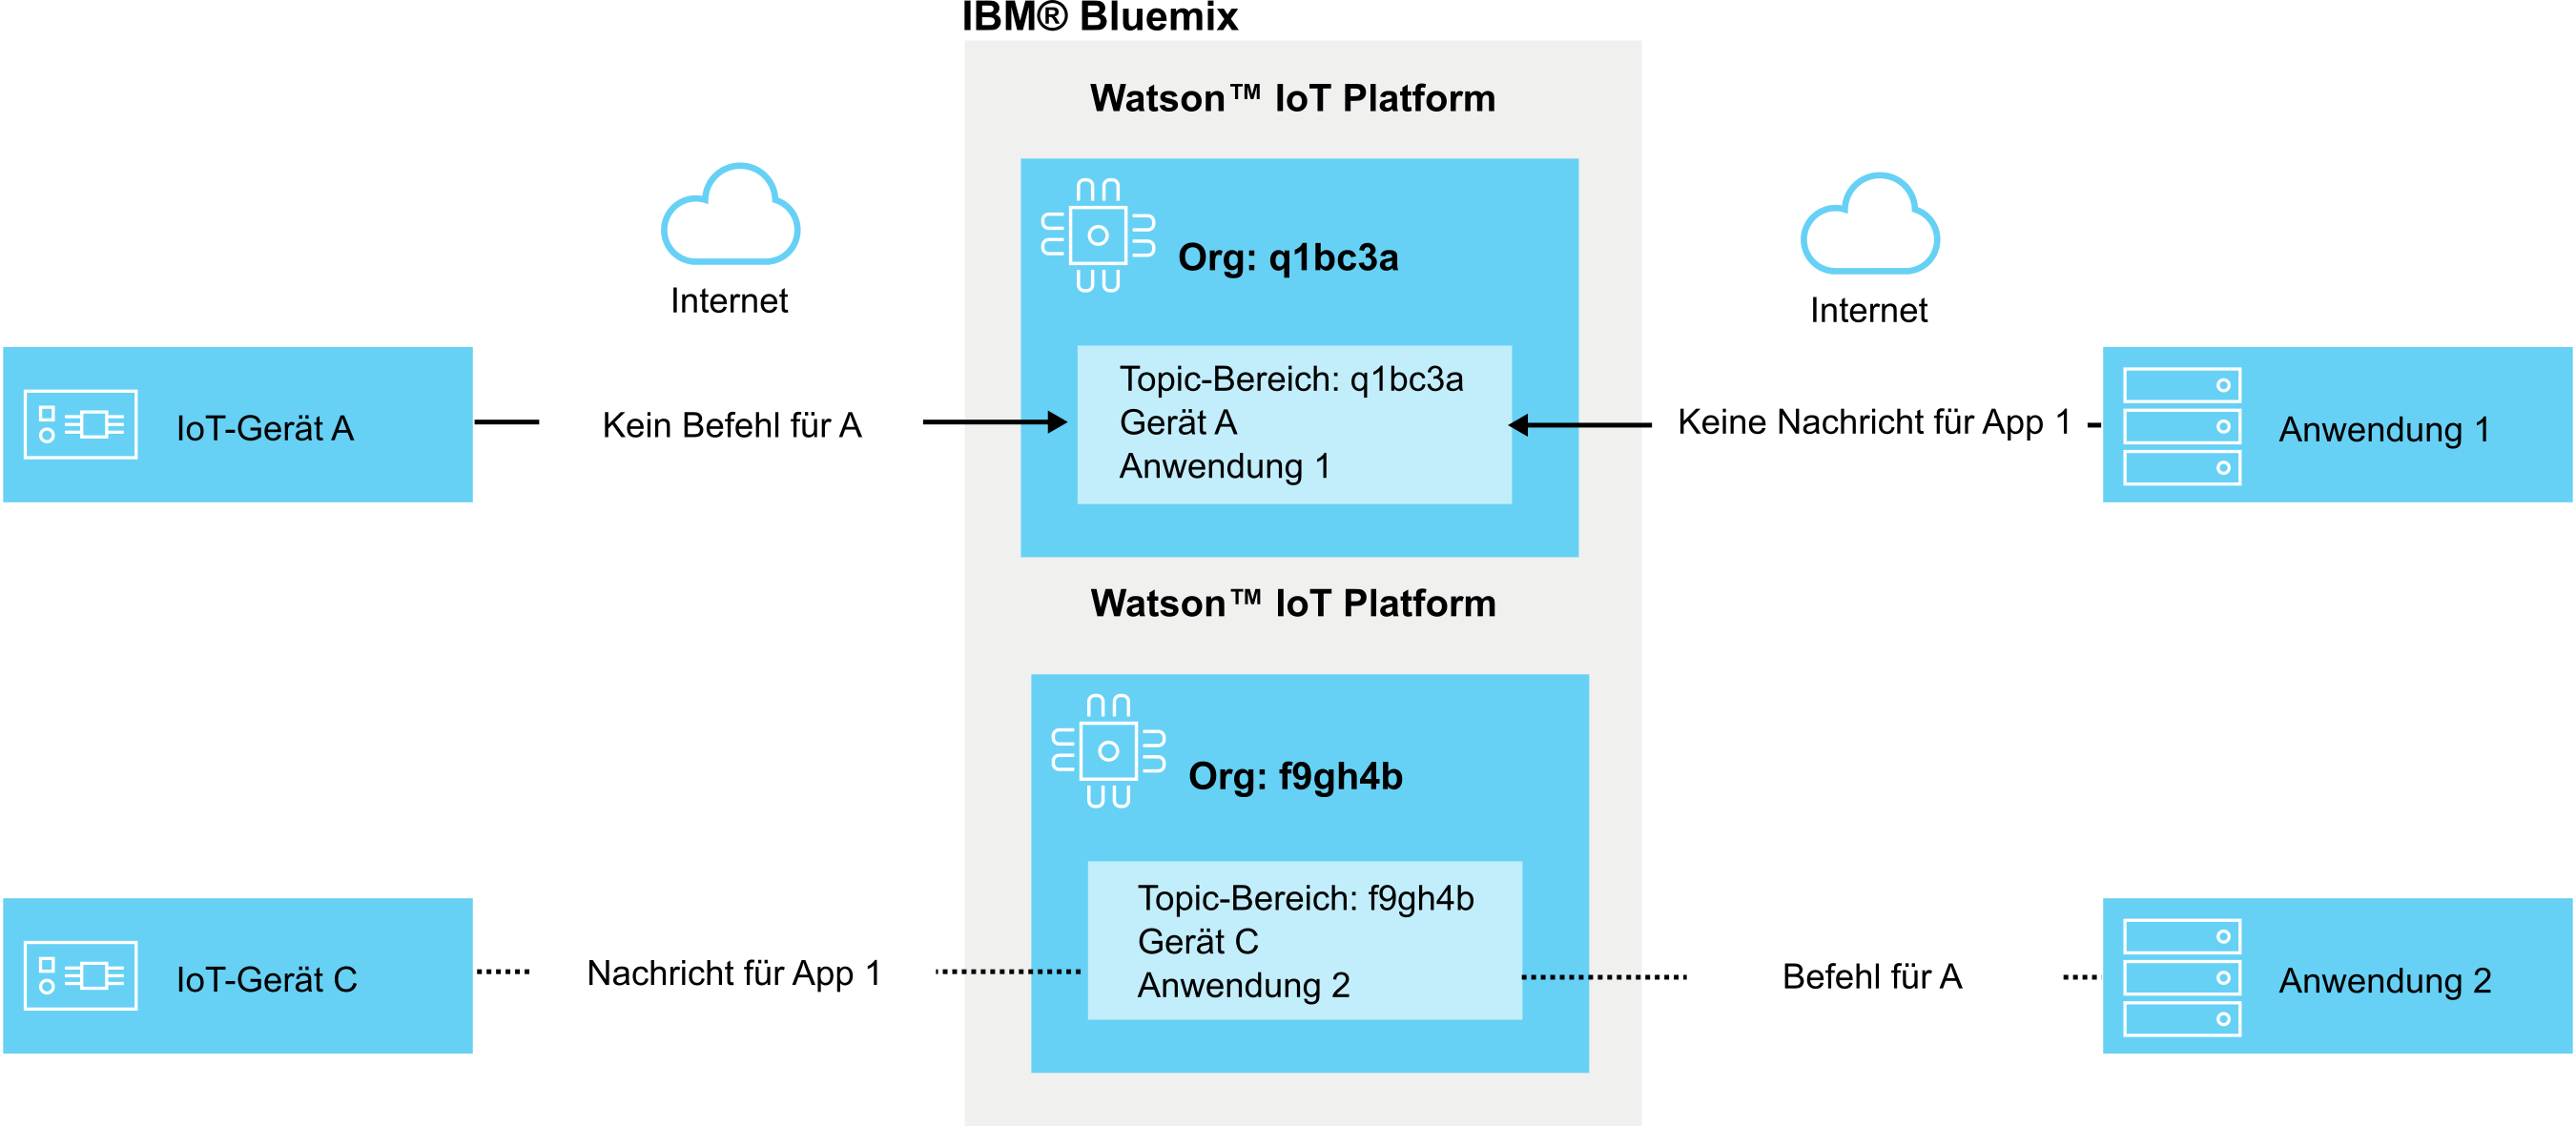 IBM® Bluemix
Watson™ IoT Platform
Org: q1bc3a
Internet
Internet
IoT-Gerät A
Kein Befehl für A
Topic-Bereich: q1bc3a
Gerät A
Anwendung 1
Keine Nachricht für App 1
Anwendung 1
Watson™ IoT Platform
Org: f9gh4b
IoT-Gerät C
Nachricht für App 1
Topic-Bereich: f9gh4b
Gerät C
Anwendung 2
Befehl für A
Anwendung 2